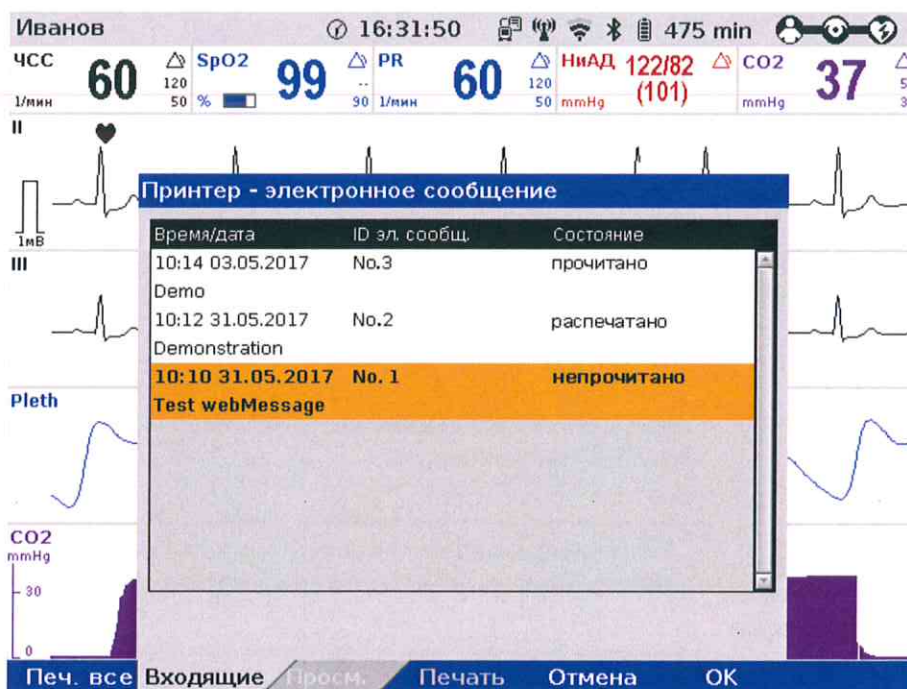 Иванов 16:31:50 475 min
ЧСС 60 120 50 1/мин
SpO2 99 -- 90 %
PR 60 120 50 1/мин
НиАД 122/82 (101) mmHg
CO2 37 5 3 mmHg
II
1мВ
III
Pleth
CO2
mmHg
30
0
Принтер - электронное сообщение
Время/дата ID эл. сообщ. Состояние
10:14 03.05.2017 No.3 прочитано
Demo
10:12 31.05.2017 No.2 распечатано
Demonstration
10:10 31.05.2017 No. 1 непрочитано
Test webMessage
Печ. все Входящие Просм. Печать Отмена OK